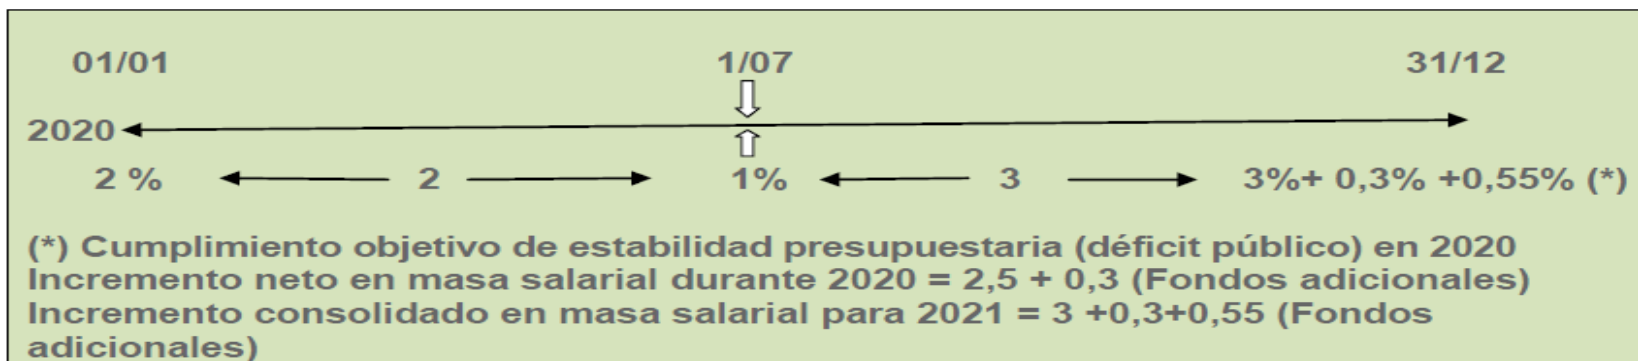 01/01 1/07 31/12
2020
2 % 2 1% 3 3%+ 0,3% +0,55% (*)
(*) Cumplimiento objetivo de estabilidad presupuestaria (déficit público) en 2020
Incremento neto en masa salarial durante 2020 = 2,5 + 0,3 (Fondos adicionales)
Incremento consolidado en masa salarial para 2021 = 3 +0,3+0,55 (Fondos
adicionales)